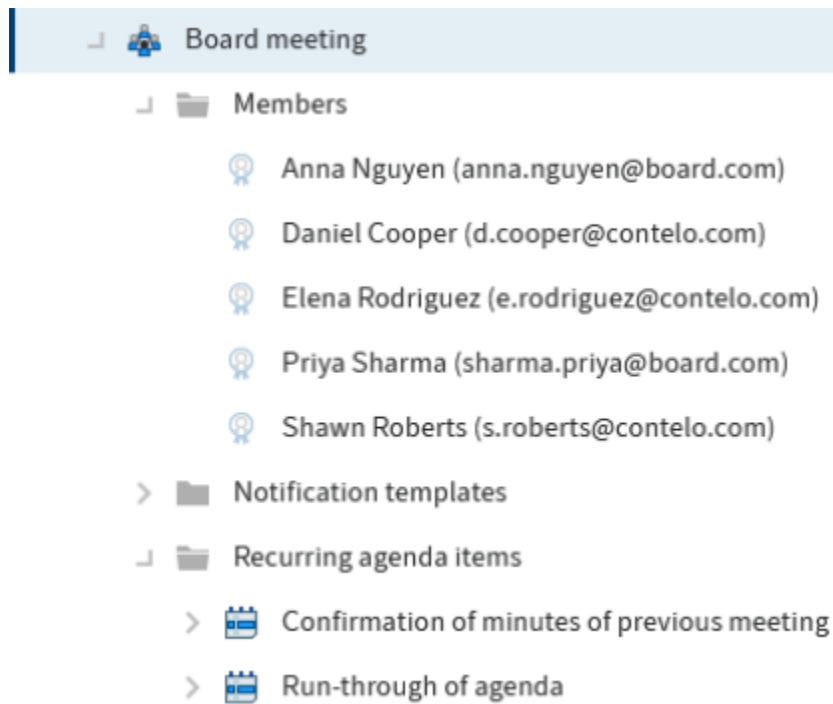 Board meeting
Members
Anna Nguyen (anna.nguyen@board.com)
Daniel Cooper (d.cooper@contelo.com)
Elena Rodriguez (e.rodriguez@contelo.com)
Priya Sharma (sharma.priya@board.com)
Shawn Roberts (s.roberts@contelo.com)
Notification templates
Recurring agenda items
Confirmation of minutes of previous meeting
Run-through of agenda